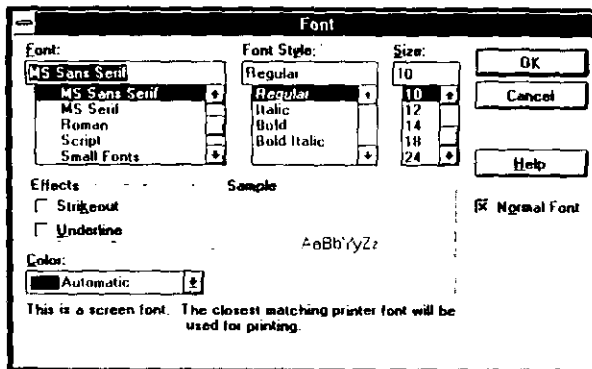 Font
Font:
MS Sans Serif
MS Sans Serif
MS Serif
Roman
Script
Small Fonts
Font Style:
Regular
Regular
Italic
Bold
Bold Italic
Size:
10
10
12
14
18
24
OK
Cancel
Help
Normal Font
Effects
Strikeout
Underline
Sample
AaBbYyZz
Color:
Automatic
This is a screen font. The closest matching printer font will be
used for printing.